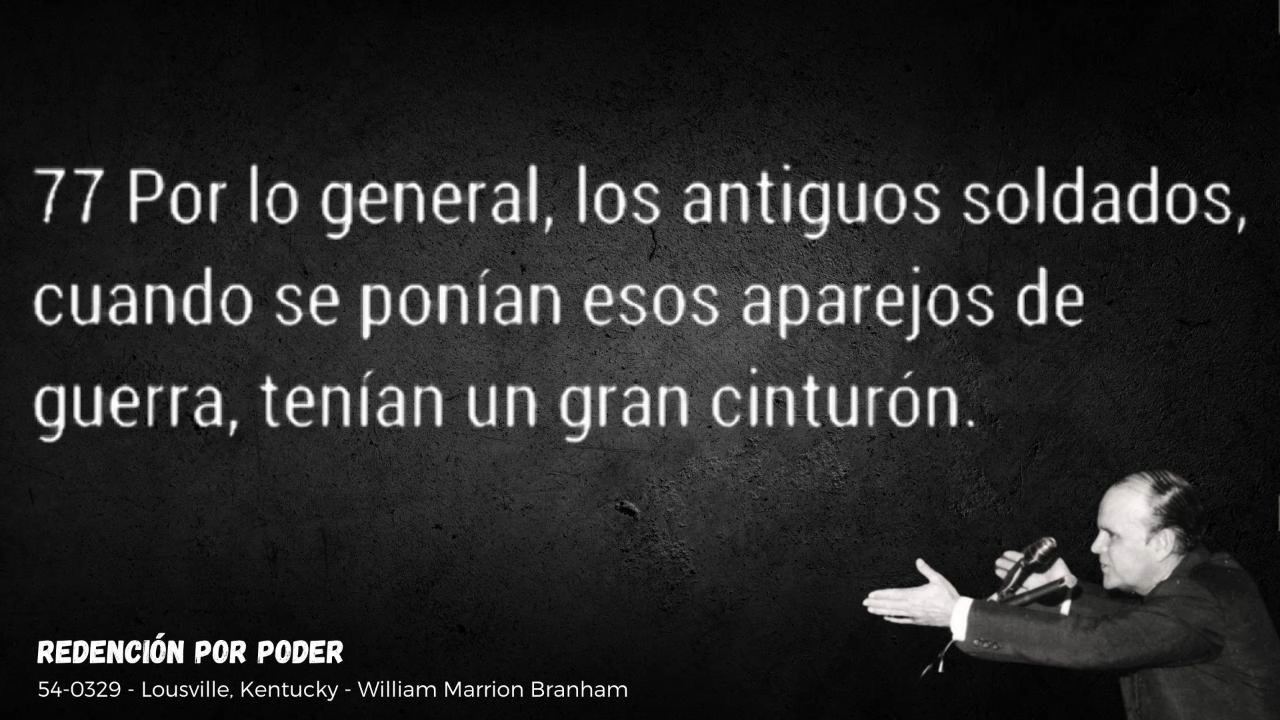 77 Por lo general, los antiguos soldados,
cuando se ponían esos aparejos de
guerra, tenían un gran cinturón.
REDENCIÓN POR PODER
54-0329 - Lousville, Kentucky - William Marrion Branham